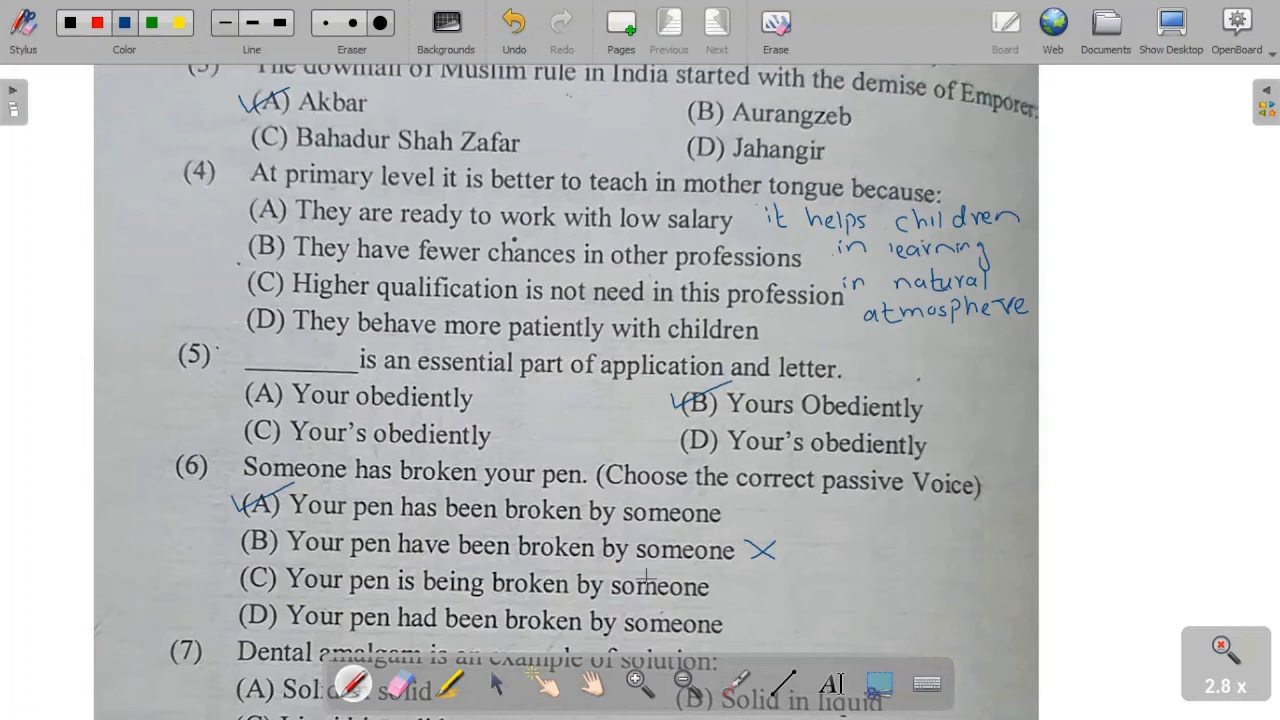 Stylus
Color
Line
Eraser
Backgrounds
Undo
Redo
Pages
Previous
Next
Erase
Board
Web
Documents
Show Desktop
OpenBoard
The downfall of Muslim rule in India started with the demise of Emporer.
(A) Akbar (B) Aurangzeb
(C) Bahadur Shah Zafar (D) Jahangir
(4) At primary level it is better to teach in mother tongue because:
(A) They are ready to work with low salary it helps children
(B) They have fewer chances in other professions in learning
(C) Higher qualification is not need in this profession in natural
atmosphere
(D) They behave more patiently with children
(5) ________ is an essential part of application and letter.
(A) Your obediently (B) Yours Obediently
(C) Your's obediently (D) Your's obediently
(6) Someone has broken your pen. (Choose the correct passive Voice)
(A) Your pen has been broken by someone
(B) Your pen have been broken by someone
(C) Your pen is being broken by someone
(D) Your pen had been broken by someone
(7) Dental amalgam is an example of solution:
(A) solid (B) Solid in liquid
2.8 x